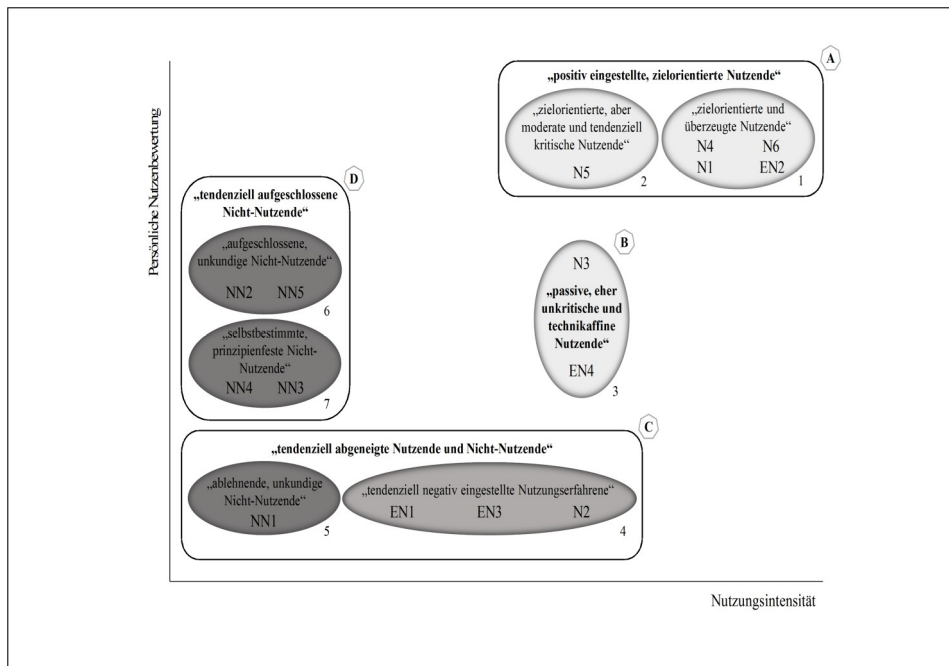 A
„positiv eingestellte, zielorientierte Nutzende“
„zielorientierte, aber
moderate und tendenziell
kritische Nutzende“
N5
2
„zielorientierte und
überzeugte Nutzende“
N4 N6
N1 EN2
1
Persönliche Nutzenbewertung
D
„tendenziell aufgeschlossene
Nicht-Nutzende“
„aufgeschlossene,
unkundige Nicht-Nutzende“
NN2 NN5
6
„selbstbestimmte,
prinzipienfeste Nicht-
Nutzende“
NN4 NN3
7
B
N3
„passive, eher
unkritische und
technikaffine
Nutzende“
EN4
3
C
„tendenziell abgeneigte Nutzende und Nicht-Nutzende“
„ablehnende, unkundige
Nicht-Nutzende“
NN1
5
„tendenziell negativ eingestellte Nutzungserfahrene“
EN1 EN3 N2
4
Nutzungsintensität